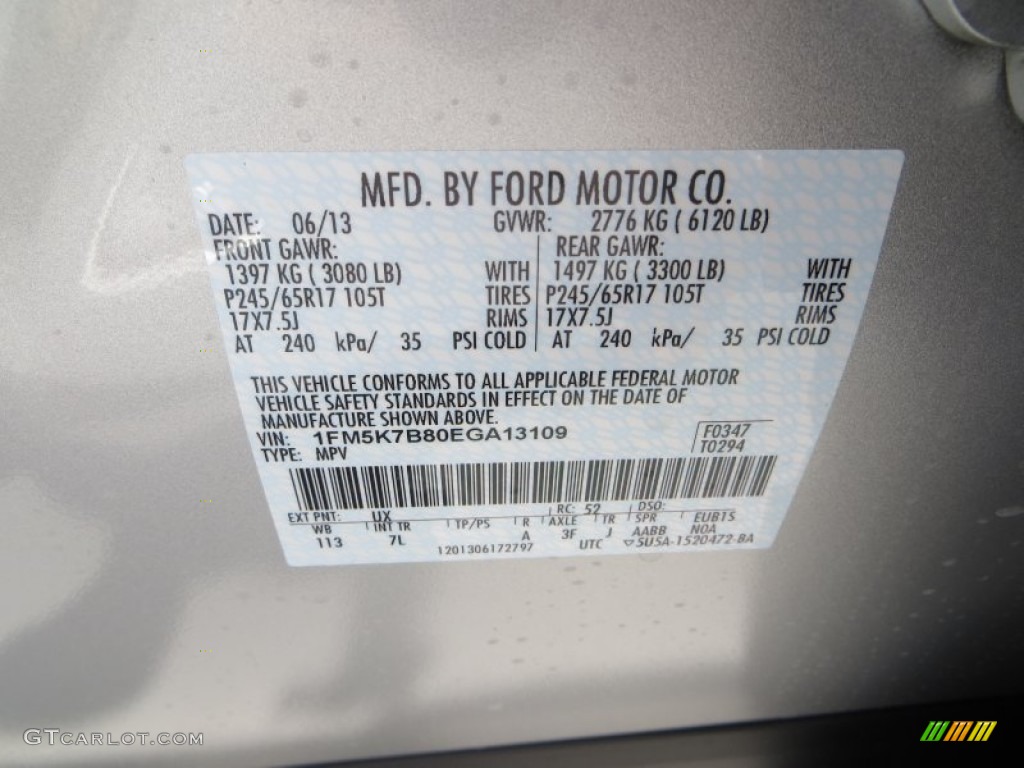 MFD. BY FORD MOTOR CO.
DATE: 06/13 GVWR: 2776 KG ( 6120 LB)
FRONT GAWR: REAR GAWR:
1397 KG ( 3080 LB) WITH 1497 KG ( 3300 LB) WITH
P245/65R17 105T TIRES P245/65R17 105T TIRES
17X7.5J RIMS 17X7.5J RIMS
AT 240 kPa/ 35 PSI COLD AT 240 kPa/ 35 PSI COLD
THIS VEHICLE CONFORMS TO ALL APPLICABLE FEDERAL MOTOR
VEHICLE SAFETY STANDARDS IN EFFECT ON THE DATE OF
MANUFACTURE SHOWN ABOVE.
VIN: 1FM5K7B80EGA13109 F0347
TYPE: MPV T0294
EXT PNT: UX RC: 52 DSO:
WB INT TR TP/PS R AXLE TR SPR EUB15
113 7L A 3F J AABB NOA
1201306172797 UTC ▽5U5A-1520472-BA
GTCARLOT.COM